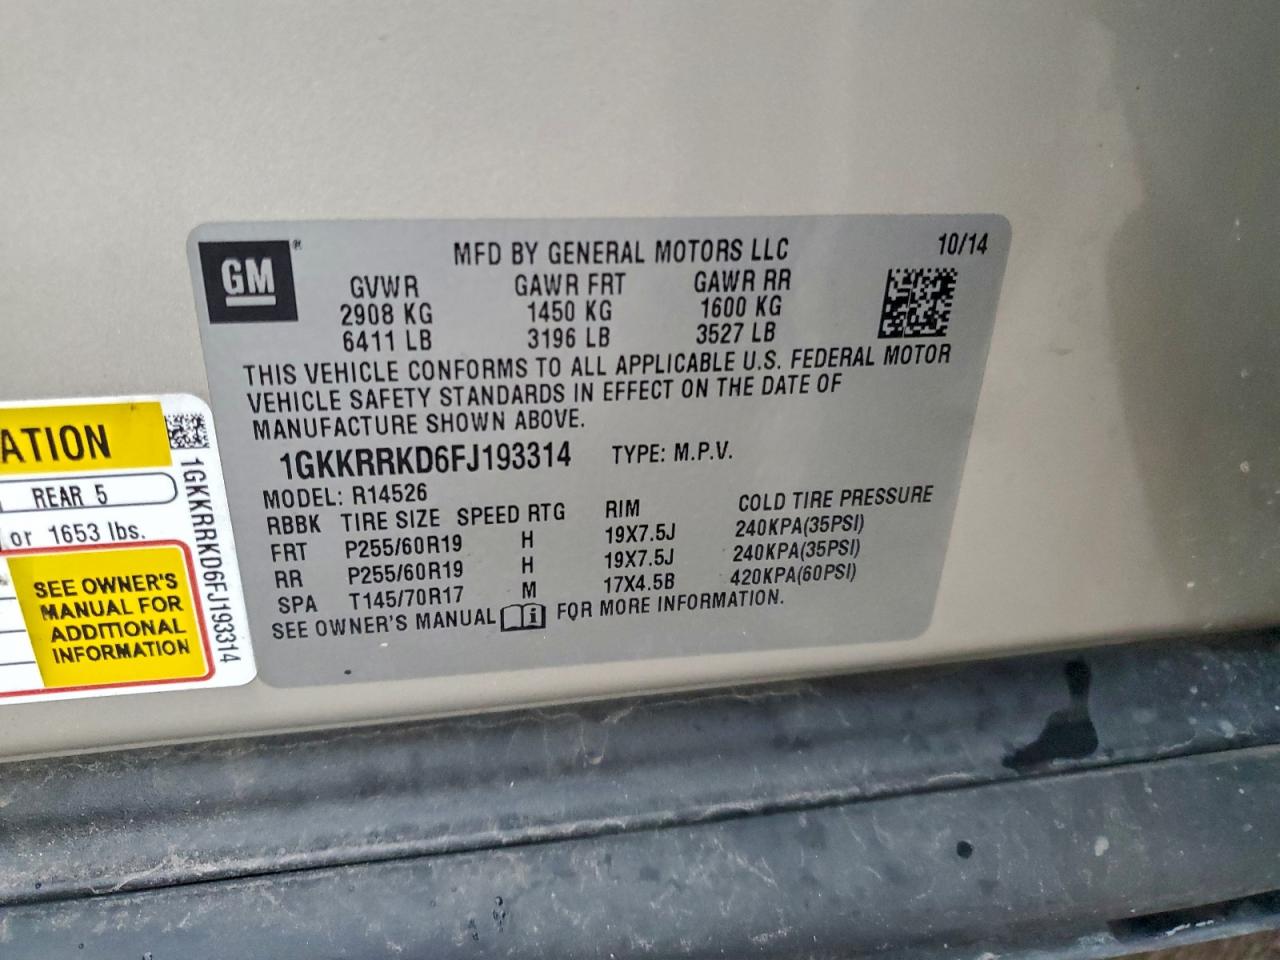 GM
®
MFD BY GENERAL MOTORS LLC
10/14
GVWR GAWR FRT GAWR RR
2908 KG 1450 KG 1600 KG
6411 LB 3196 LB 3527 LB
THIS VEHICLE CONFORMS TO ALL APPLICABLE U.S. FEDERAL MOTOR
VEHICLE SAFETY STANDARDS IN EFFECT ON THE DATE OF
MANUFACTURE SHOWN ABOVE.
1GKKRRKD6FJ193314 TYPE: M.P.V.
MODEL: R14526
RBBK TIRE SIZE SPEED RTG RIM COLD TIRE PRESSURE
FRT P255/60R19 H 19X7.5J 240KPA(35PSI)
RR P255/60R19 H 19X7.5J 240KPA(35PSI)
SPA T145/70R17 M 17X4.5B 420KPA(60PSI)
SEE OWNER'S MANUAL i FOR MORE INFORMATION.
ATION
REAR 5
or 1653 lbs.
SEE OWNER'S
MANUAL FOR
ADDITIONAL
INFORMATION
1GKKRRKD6FJ193314